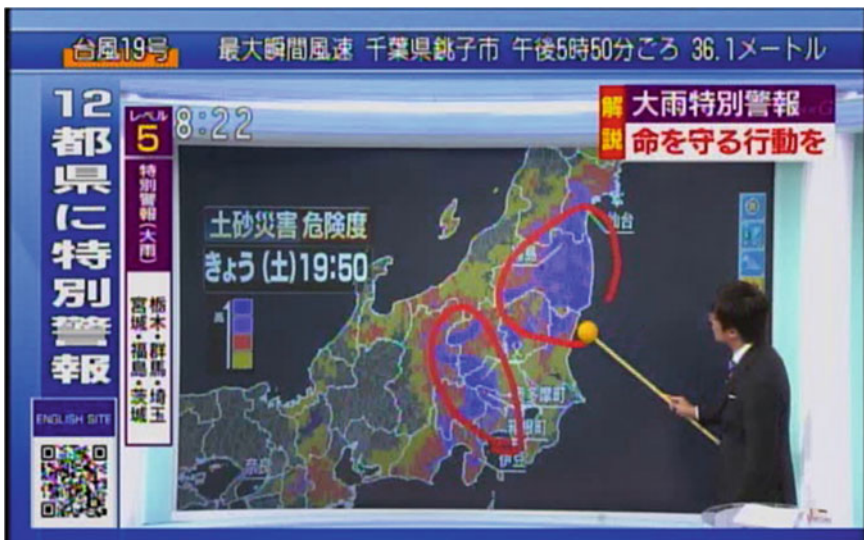 台風19号 最大瞬間風速 千葉県銚子市 午後5時50分ごろ 36.1メートル
12都県に特別警報
レベル
5
8:22
解説
大雨特別警報
命を守る行動を
特別警報(大雨)
栃木・群馬・埼玉
宮城・福島・茨城
土砂災害 危険度
きょう(土)19:50
高
仙台
箱根町
伊豆
奈良
ENGLISH SITE